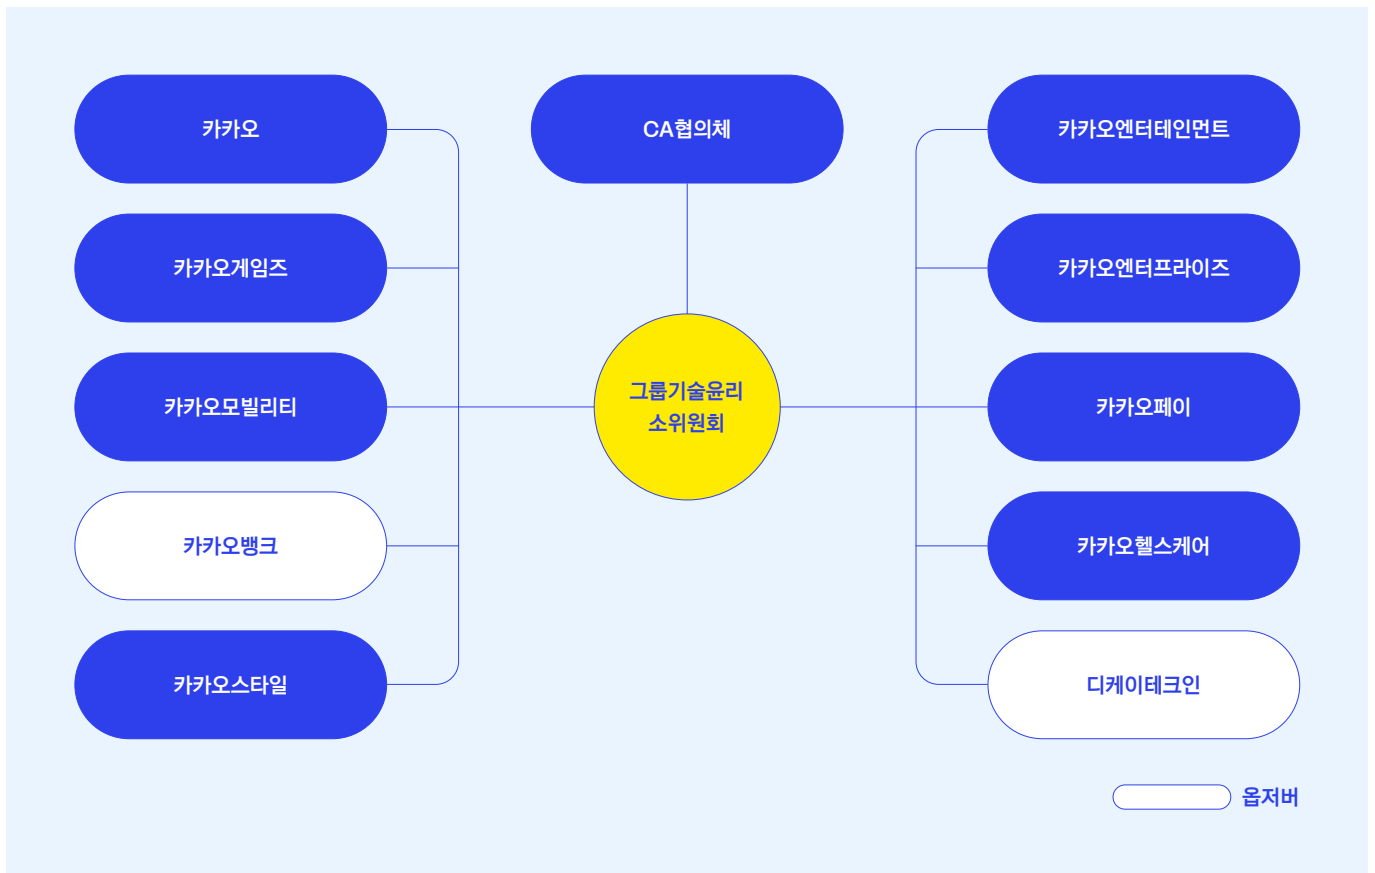 카카오
CA협의체
카카오엔터테인먼트
카카오게임즈
카카오엔터프라이즈
그룹기술윤리
소위원회
카카오모빌리티
카카오페이
카카오뱅크
카카오헬스케어
카카오스타일
디케이테크인
옵저버